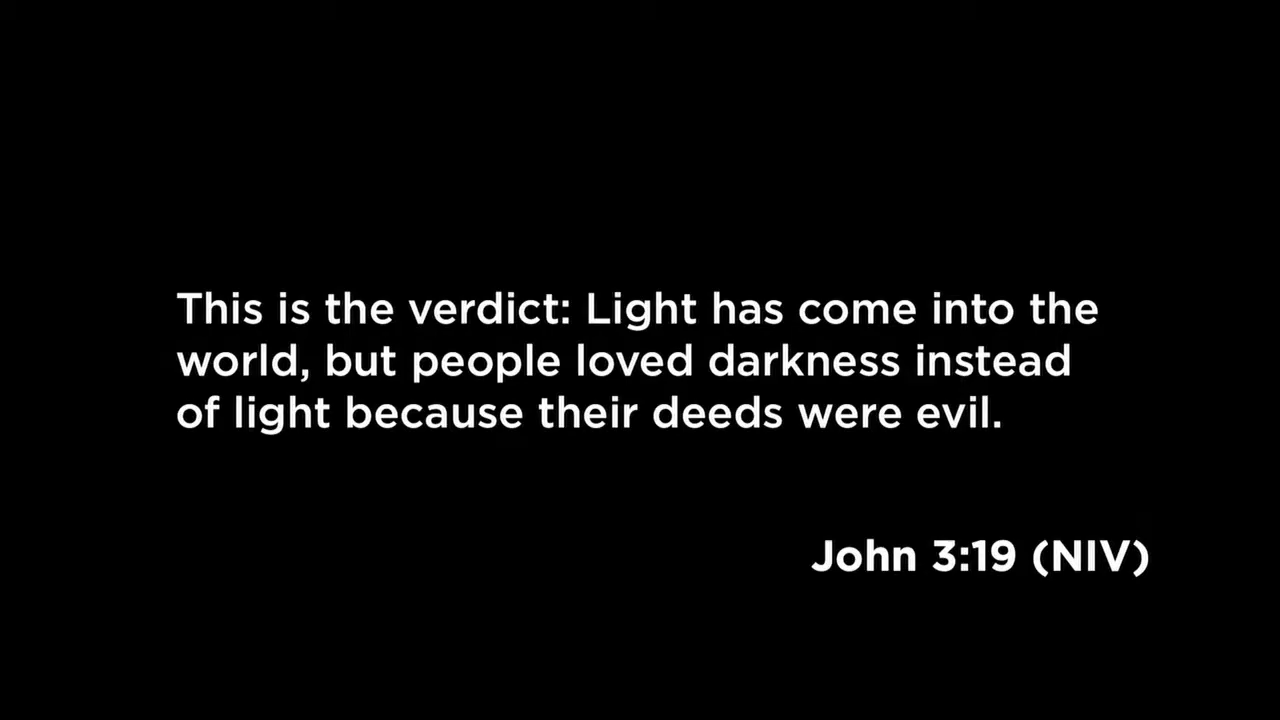 This is the verdict: Light has come into the
world, but people loved darkness instead
of light because their deeds were evil.
John 3:19 (NIV)